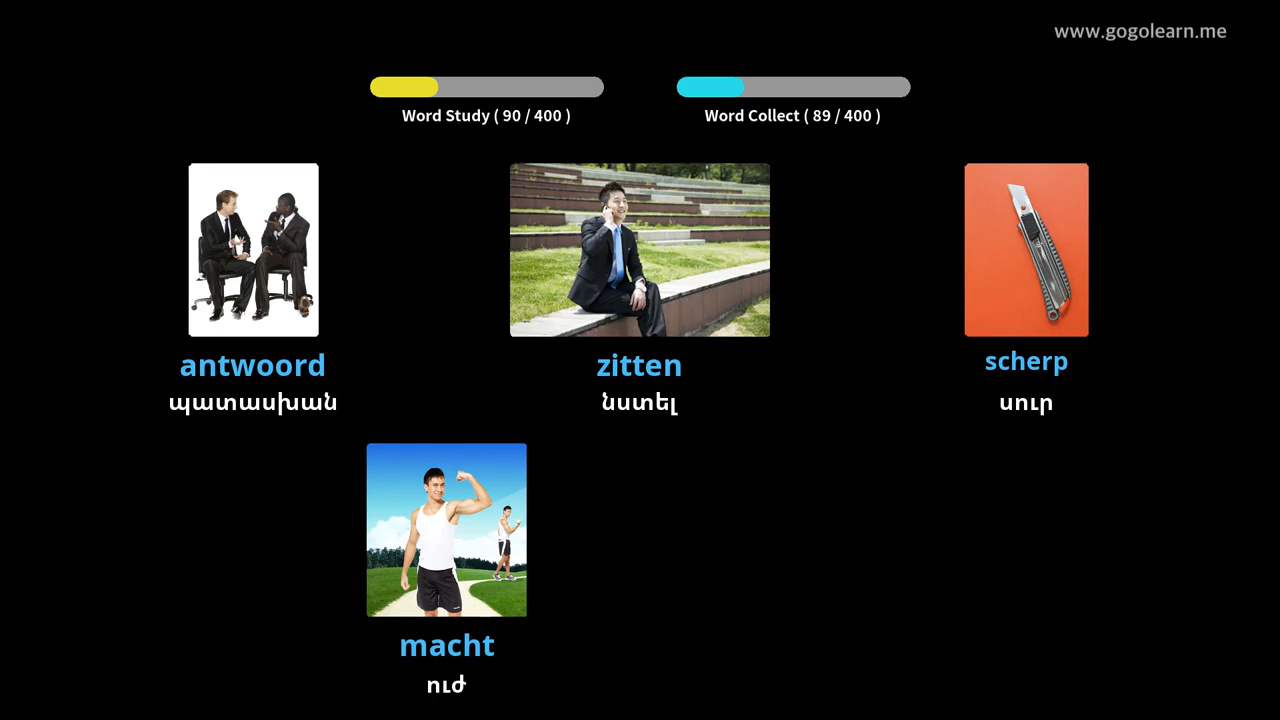 www.gogolearn.me
Word Study ( 90 / 400 )
Word Collect ( 89 / 400 )
antwoord
պատասխան
zitten
նստել
scherp
սուր
macht
ուժ